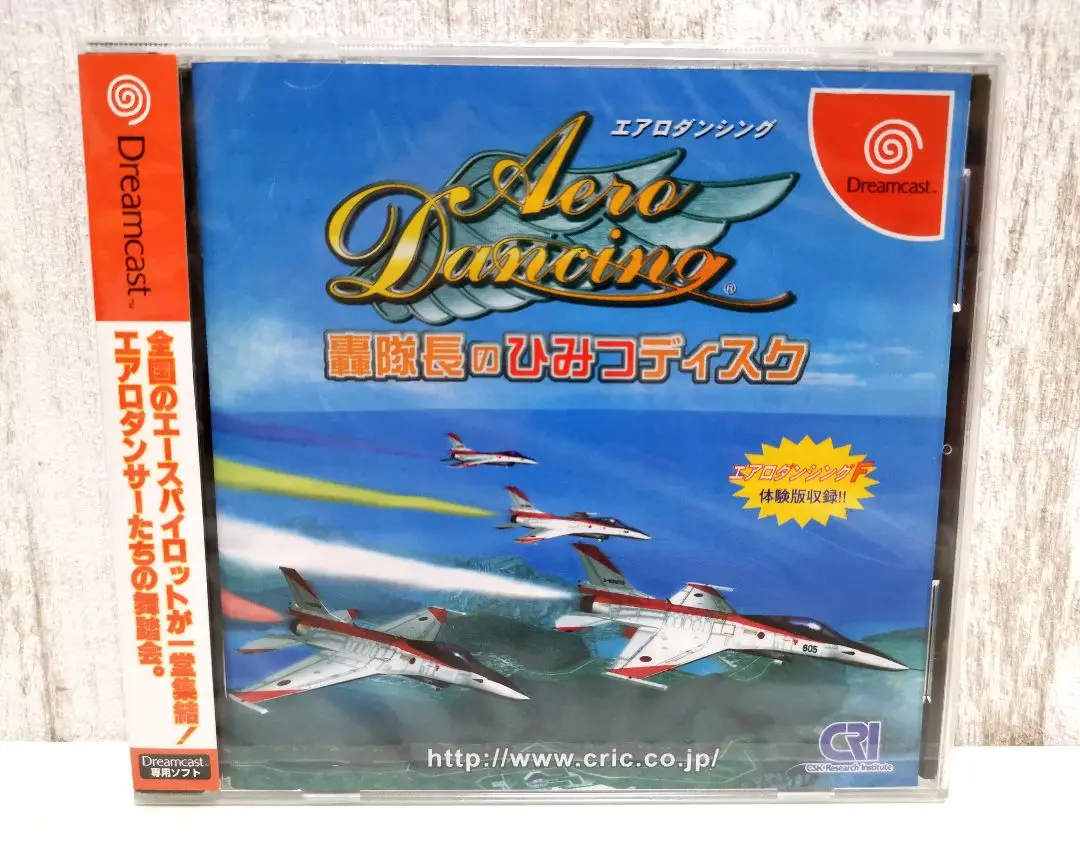 Dreamcast™
全国のエースパイロットが一堂集結!
エアロダンサーたちの舞踏会。
Dreamcast™
専用ソフト
エアロダンシング
Aero
Dancing®
轟隊長のひみつディスク
Dreamcast™
エアロダンシングF
体験版収録!!
605
http://www.cric.co.jp/
CRI
CSK Research Institute